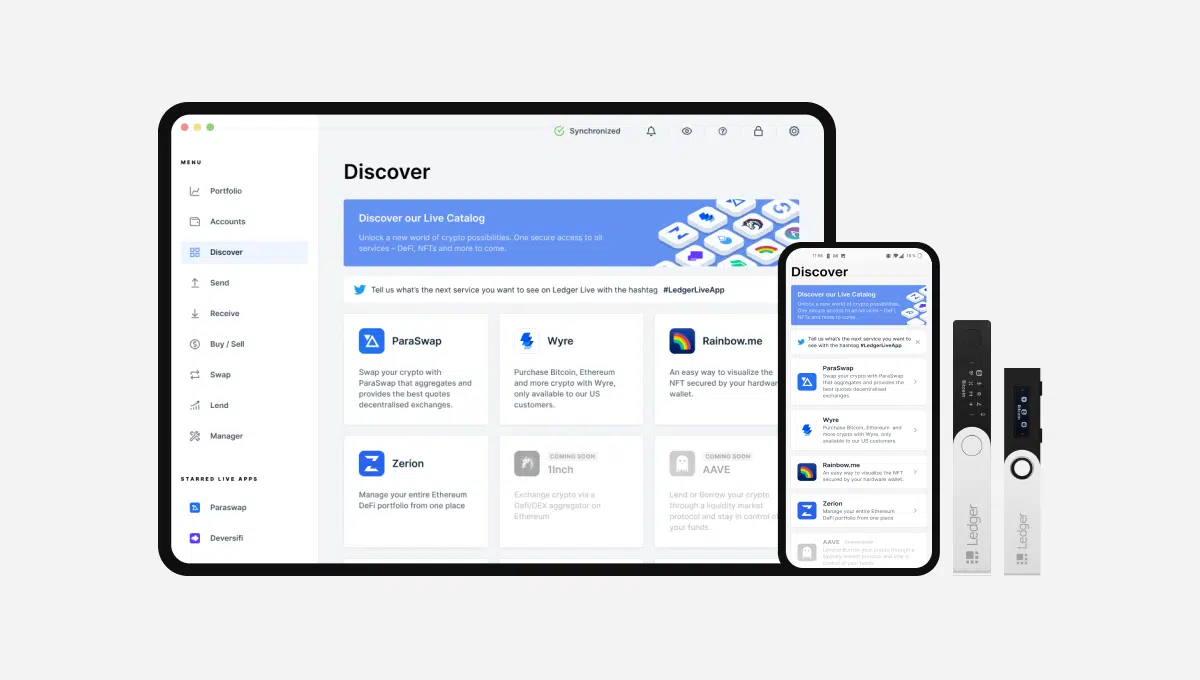 Synchronized
MENU
Portfolio
Accounts
Discover
Send
Receive
Buy / Sell
Swap
Lend
Manager
STARRED LIVE APPS
Paraswap
Deversifi
Discover
Discover our Live Catalog
Unlock a new world of crypto possibilities. One secure access to all
services – DeFi, NFTs and more to come.
Tell us what's the next service you want to see on Ledger Live with the hashtag #LedgerLiveApp
ParaSwap
Swap your crypto with
ParaSwap that aggregates and
provides the best quotes
decentralised exchanges.
Wyre
Purchase Bitcoin, Ethereum
and more crypto with Wyre,
only available to our US
customers.
Rainbow.me
An easy way to visualize the
NFT secured by your hardware
wallet.
Zerion
Manage your entire Ethereum
DeFi portfolio from one place
COMING SOON
1Inch
Exchange crypto via a
DeFi/DEX aggregator on
Ethereum
COMING SOON
AAVE
Lend or Borrow your crypto
through a liquidity market
protocol and stay in control of
your funds.
Discover
Discover our Live Catalog
Unlock a new world of crypto possibilities.
One secure access to all services – DeFi, NFTs
and more to come.
Tell us what's the next service you want to
see with the hashtag #LedgerLiveApp
ParaSwap
Swap your crypto with ParaSwap
that aggregates and provides the
best quotes decentralised
exchanges.
Wyre
Purchase Bitcoin, Ethereum and
more crypto with Wyre, only
available to our US customers.
Rainbow.me
An easy way to visualize the NFT
secured by your hardware wallet.
Zerion
Manage your entire Ethereum
DeFi portfolio from one place
AAVE
Lend or Borrow your crypto through a
liquidity market protocol and stay in
control of your funds.
Bitcoin
Ledger
Bitcoin
Ledger